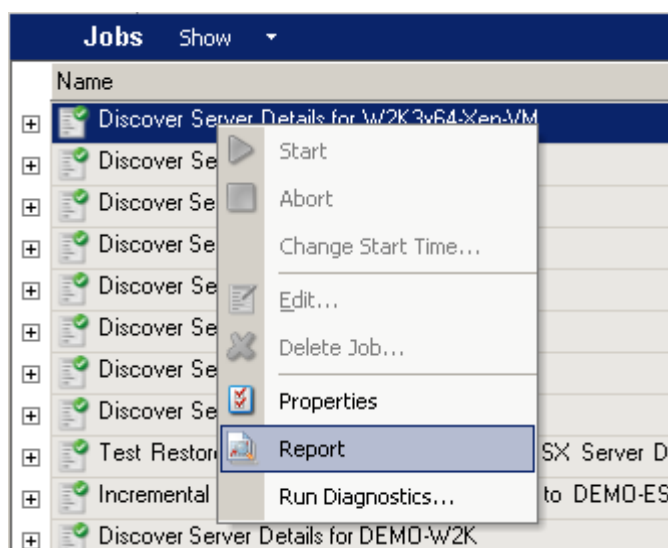 Jobs Show
Name
Discover Server Details for W2K3x64-Xen-VM
Discover Se
Start
Discover Se
Abort
Discover Se
Change Start Time...
Discover Se
Edit...
Discover Se
Delete Job...
Discover Se
Discover Se
Properties
Test Restor
Report
SX Server D
Incremental
Run Diagnostics...
to DEMO-ES
Discover Server Details for DEMO-W2K